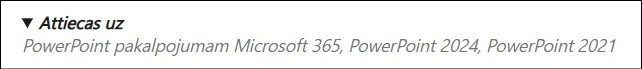 ▼ Attiecas uz
PowerPoint pakalpojumam Microsoft 365, PowerPoint 2024, PowerPoint 2021